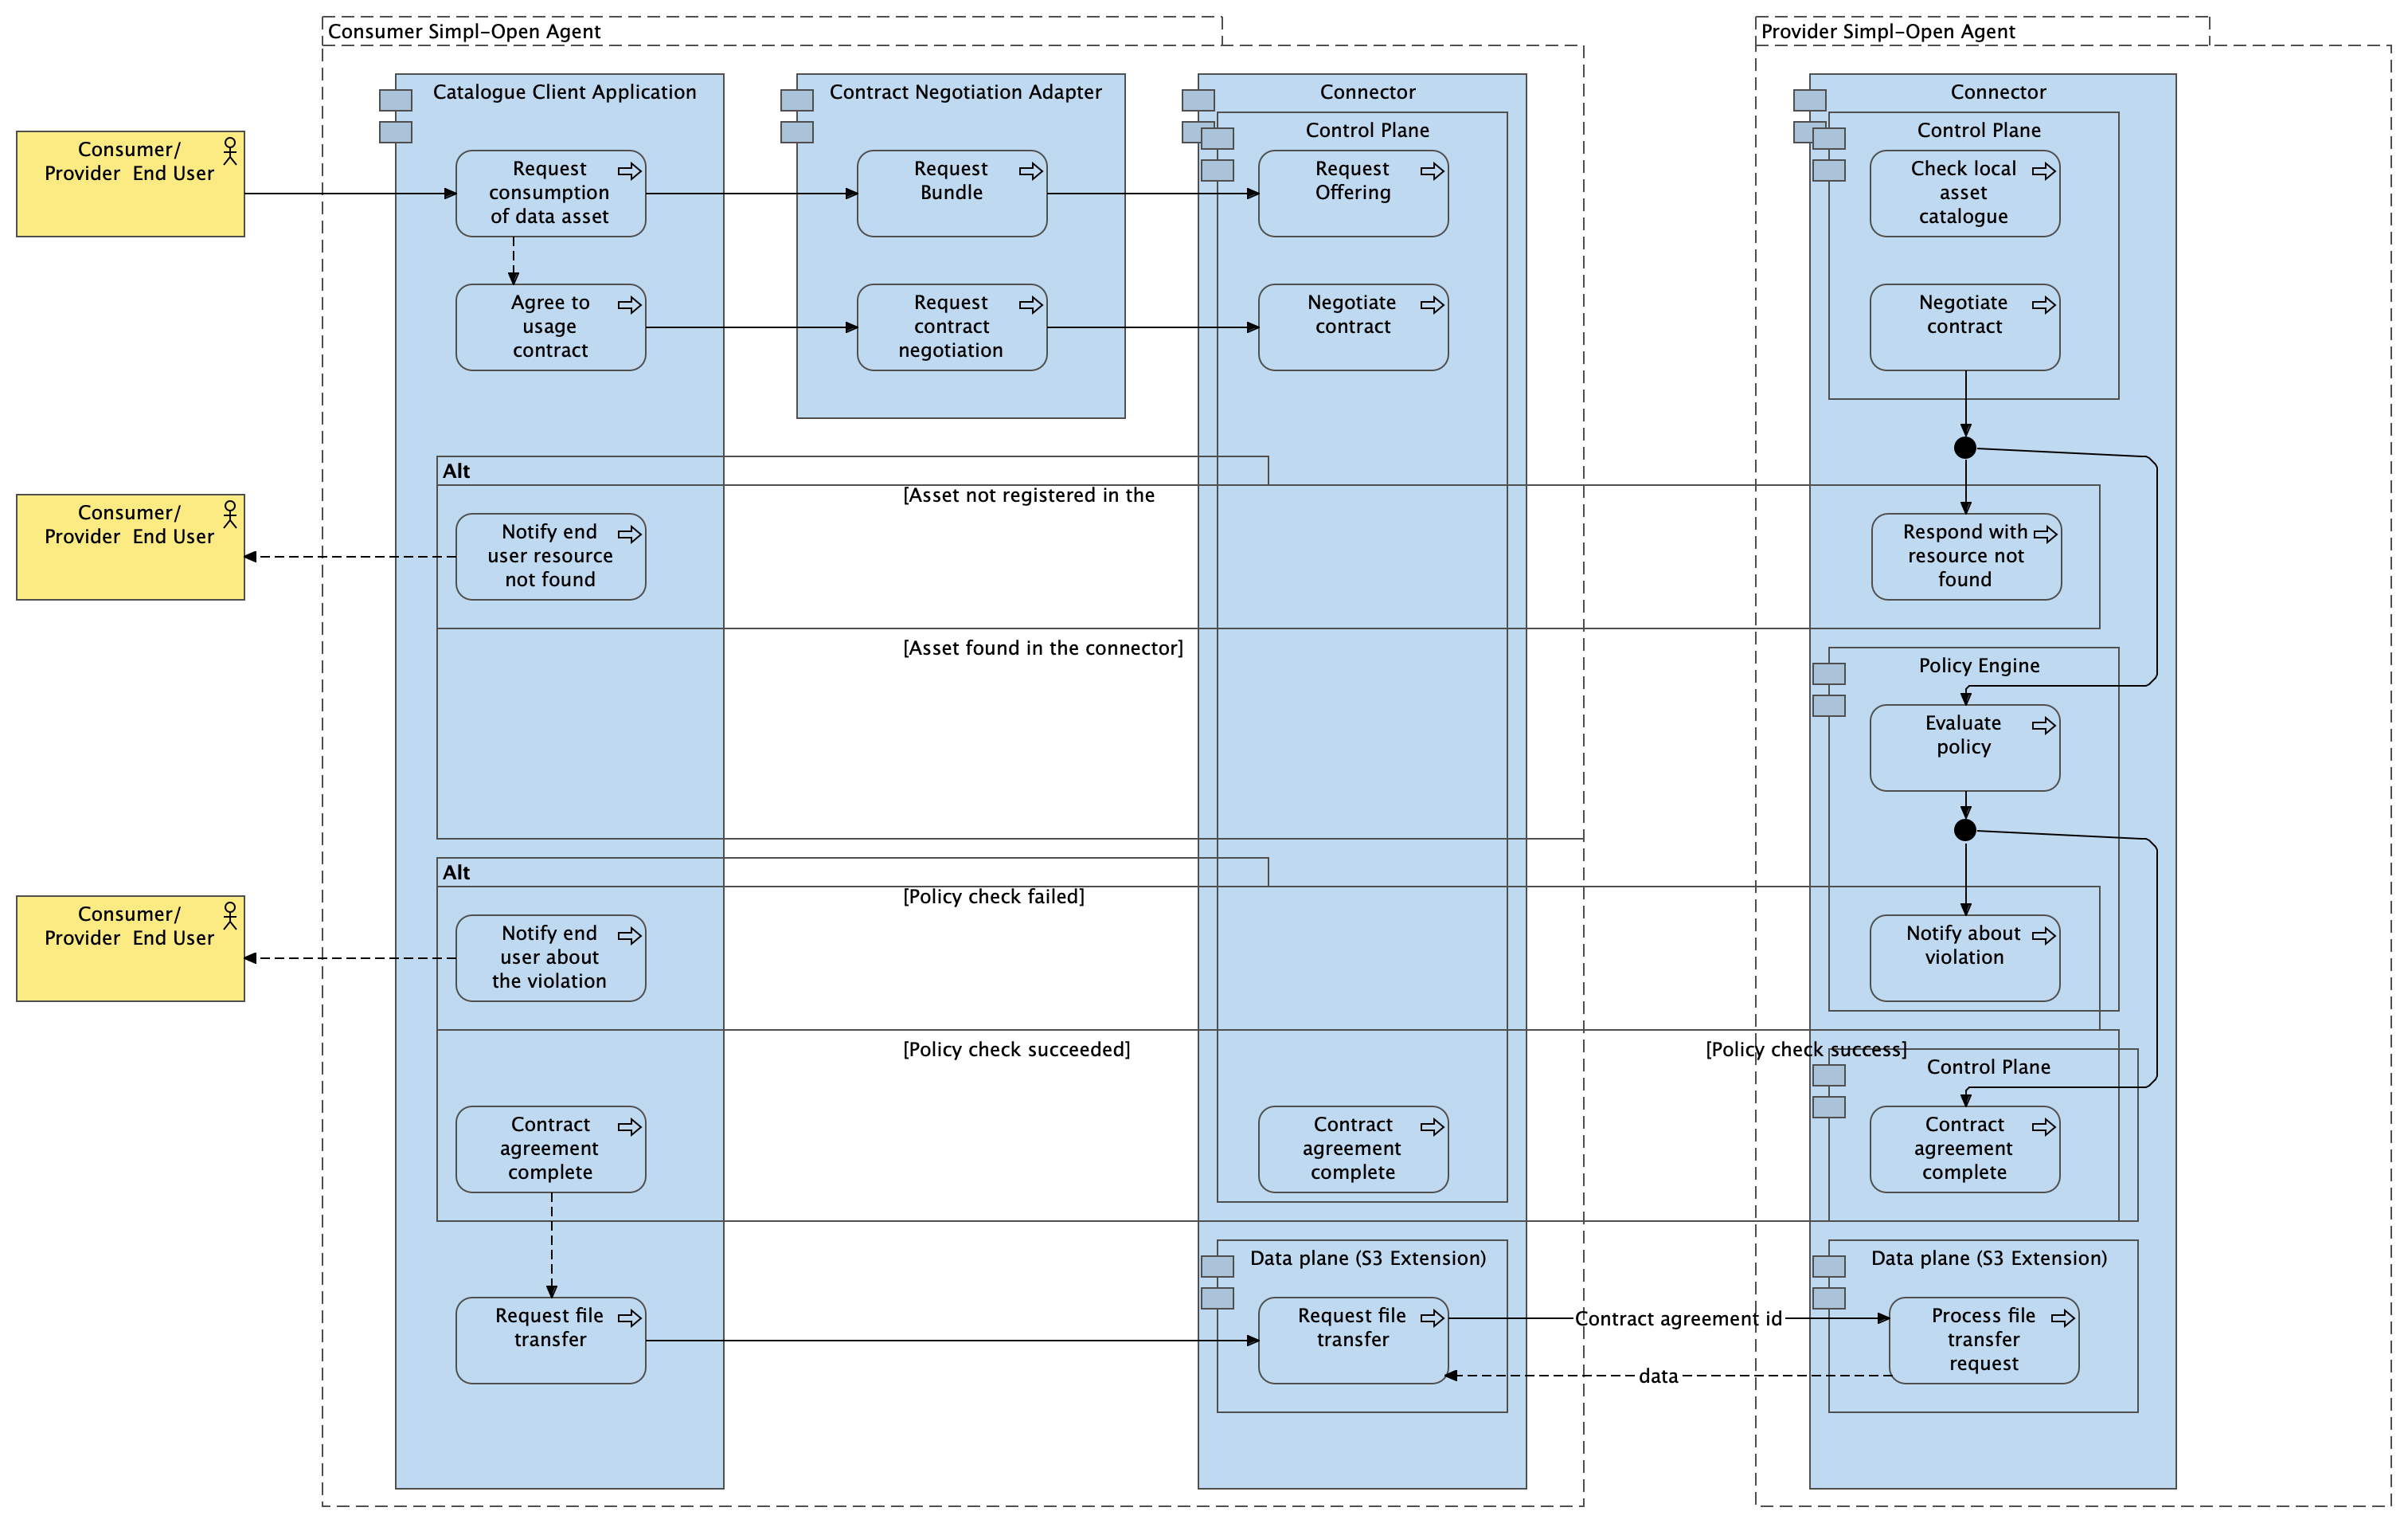 Consumer Simpl-Open Agent
Provider Simpl-Open Agent
Catalogue Client Application
Contract Negotiation Adapter
Connector
Connector
Control Plane
Control Plane
Consumer/
Provider  End User
Request
consumption
of data asset
Request
Bundle
Request
Offering
Check local
asset
catalogue
Agree to
usage
contract
Request
contract
negotiation
Negotiate
contract
Negotiate
contract
Alt
[Asset not registered in the
Consumer/
Provider  End User
Notify end
user resource
not found
Respond with
resource not
found
[Asset found in the connector]
Policy Engine
Evaluate
policy
Alt
[Policy check failed]
Consumer/
Provider  End User
Notify end
user about
the violation
Notify about
violation
[Policy check succeeded]
[Policy check success]
Control Plane
Contract
agreement
complete
Contract
agreement
complete
Contract
agreement
complete
Data plane (S3 Extension)
Data plane (S3 Extension)
Request file
transfer
Request file
transfer
Contract agreement id
Process file
transfer
request
data